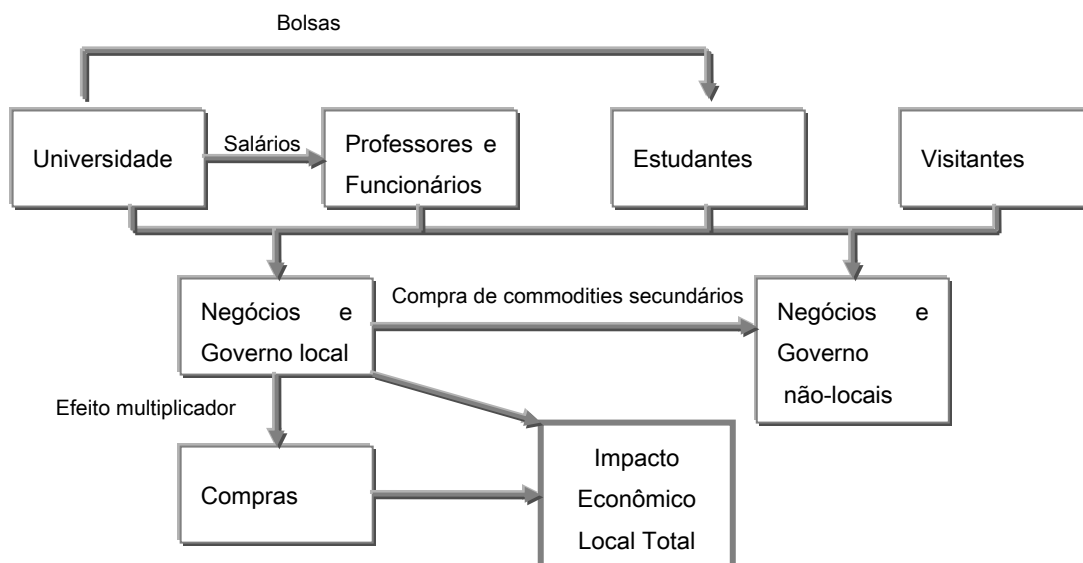 Bolsas
Universidade
Salários
Professores e
Funcionários
Estudantes
Visitantes
Negócios e
Governo local
Compra de commodities secundários
Negócios e
Governo
não-locais
Efeito multiplicador
Compras
Impacto
Econômico
Local Total